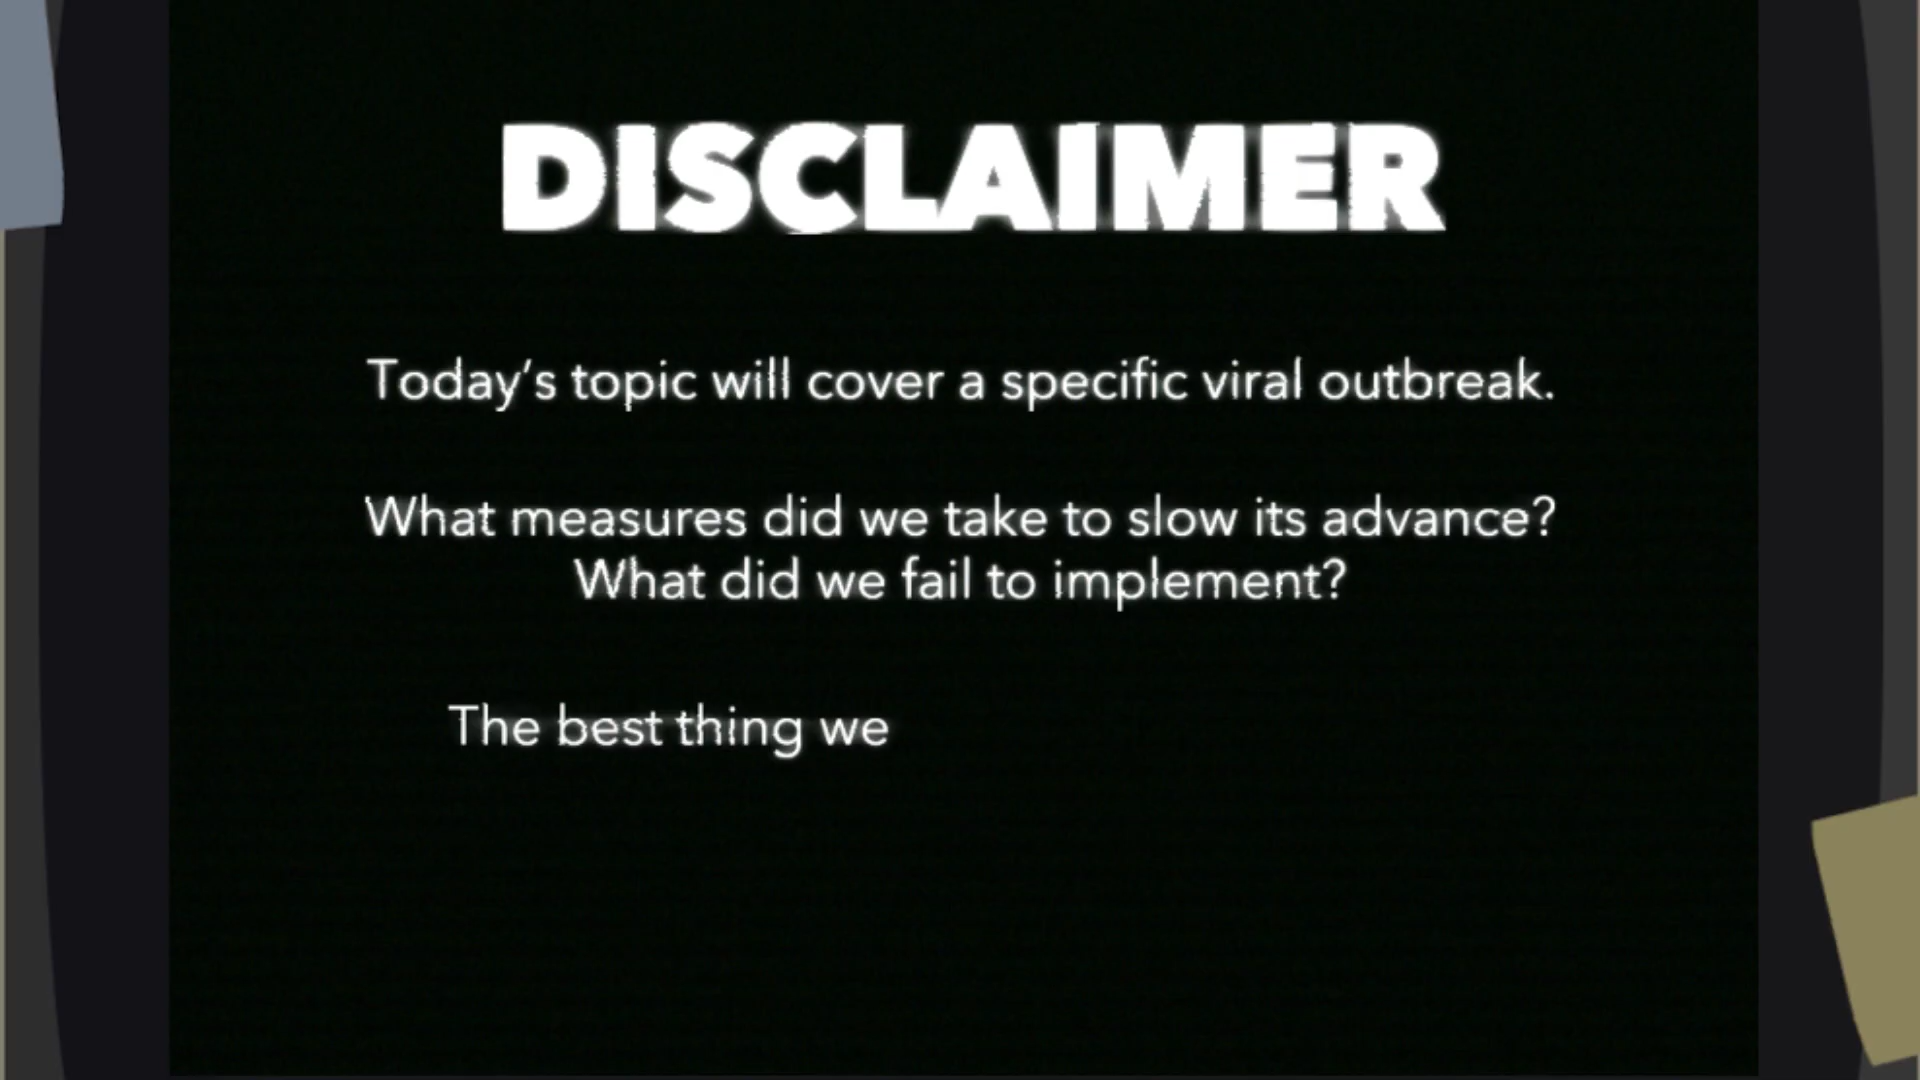 DISCLAIMER
Today's topic will cover a specific viral outbreak.
What measures did we take to slow its advance?
What did we fail to implement?
The best thing we